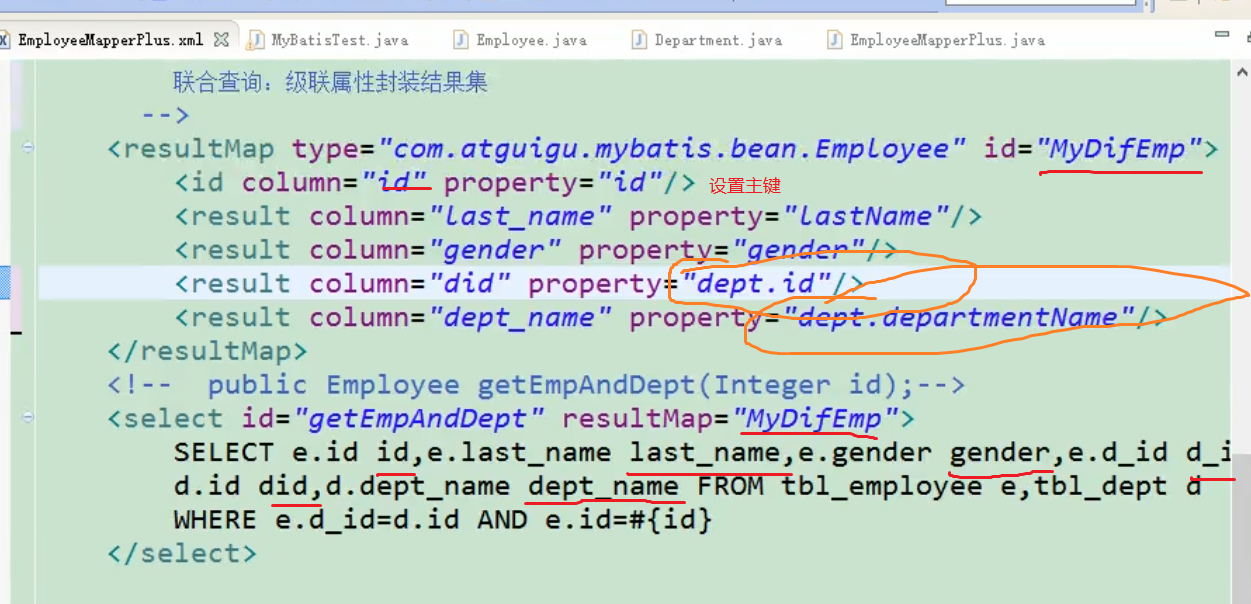 EmployeeMapperPlus.xml MyBatisTest.java Employee.java Department.java EmployeeMapperPlus.java
联合查询：级联属性封装结果集
-->
<resultMap type="com.atguigu.mybatis.bean.Employee" id="MyDifEmp">
<id column="id" property="id"/> 设置主键
<result column="last_name" property="lastName"/>
<result column="gender" property="gender"/>
<result column="did" property="dept.id"/>
<result column="dept_name" property="dept.departmentName"/>
</resultMap>
<!-- public Employee getEmpAndDept(Integer id);-->
<select id="getEmpAndDept" resultMap="MyDifEmp">
SELECT e.id id,e.last_name last_name,e.gender gender,e.d_id d_i
d.id did,d.dept_name dept_name FROM tbl_employee e,tbl_dept d
WHERE e.d_id=d.id AND e.id=#{id}
</select>